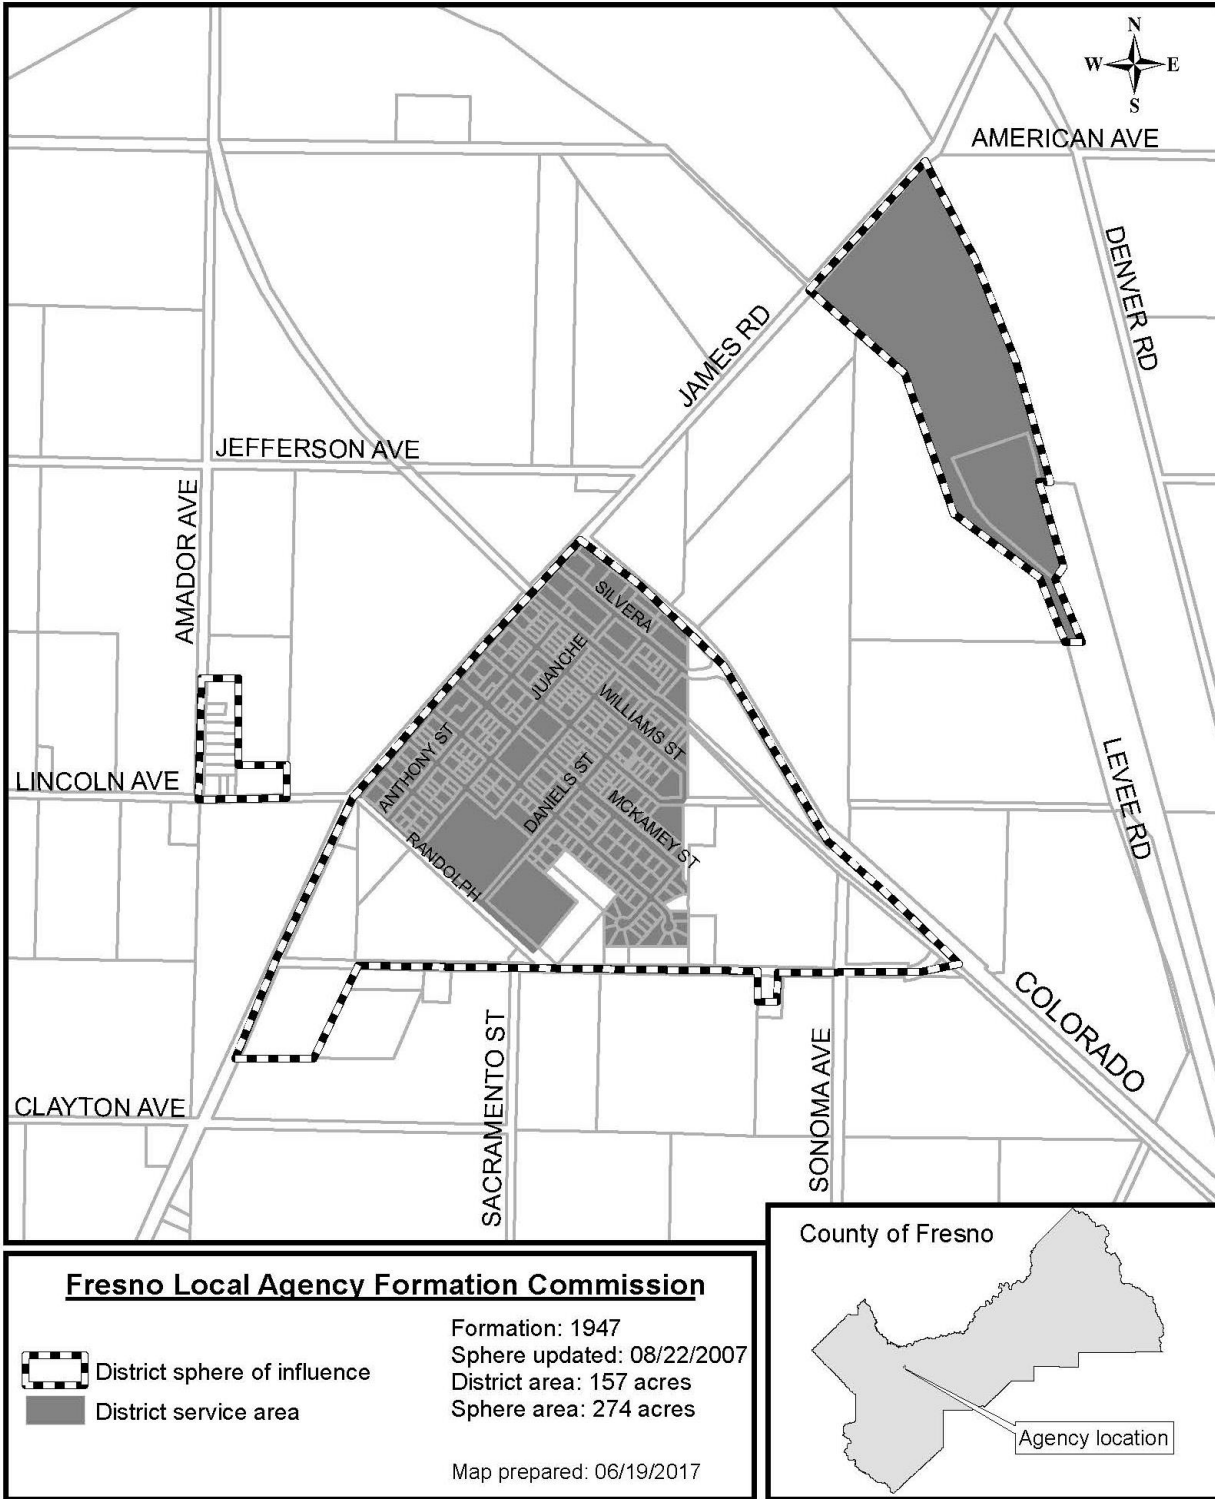 N
W E
S
AMERICAN AVE
DENVER RD
JAMES RD
JEFFERSON AVE
AMADOR AVE
SILVERA
JUANCHE
WILLIAMS ST
ANTHONY ST
LINCOLN AVE
DANIELS ST
MCKAMEY ST
RANDOLPH
LEVEE RD
COLORADO
SACRAMENTO ST
SONOMA AVE
CLAYTON AVE
Fresno Local Agency Formation Commission
District sphere of influence
District service area
Formation: 1947
Sphere updated: 08/22/2007
District area: 157 acres
Sphere area: 274 acres
Map prepared: 06/19/2017
County of Fresno
Agency location